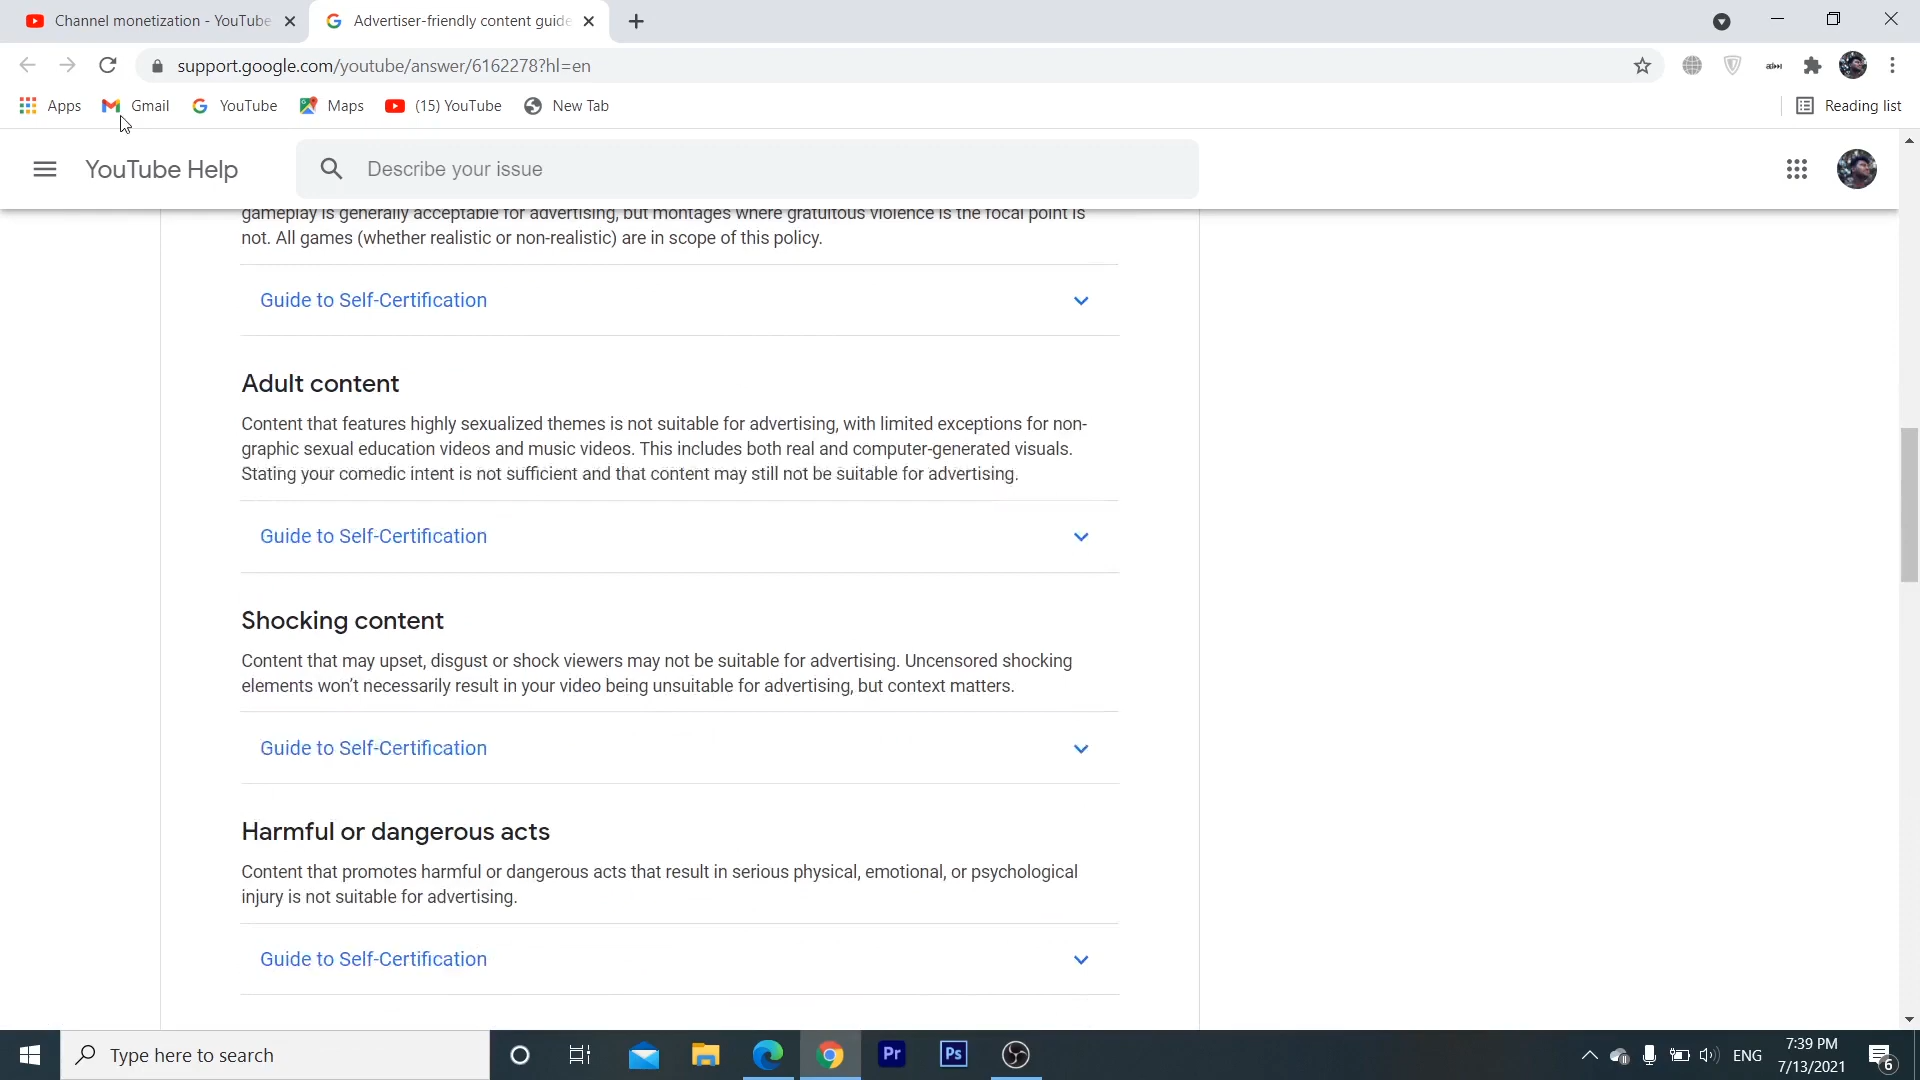 Channel monetization - YouTube
Advertiser-friendly content guide
support.google.com/youtube/answer/6162278?hl=en
Apps
Gmail
YouTube
Maps
(15) YouTube
New Tab
Reading list
YouTube Help
Describe your issue
gameplay is generally acceptable for advertising, but montages where gratuitous violence is the focal point is
not. All games (whether realistic or non-realistic) are in scope of this policy.
Guide to Self-Certification
Adult content
Content that features highly sexualized themes is not suitable for advertising, with limited exceptions for non-
graphic sexual education videos and music videos. This includes both real and computer-generated visuals.
Stating your comedic intent is not sufficient and that content may still not be suitable for advertising.
Guide to Self-Certification
Shocking content
Content that may upset, disgust or shock viewers may not be suitable for advertising. Uncensored shocking
elements won’t necessarily result in your video being unsuitable for advertising, but context matters.
Guide to Self-Certification
Harmful or dangerous acts
Content that promotes harmful or dangerous acts that result in serious physical, emotional, or psychological
injury is not suitable for advertising.
Guide to Self-Certification
Type here to search
Pr
Ps
ENG
7:39 PM
7/13/2021
6